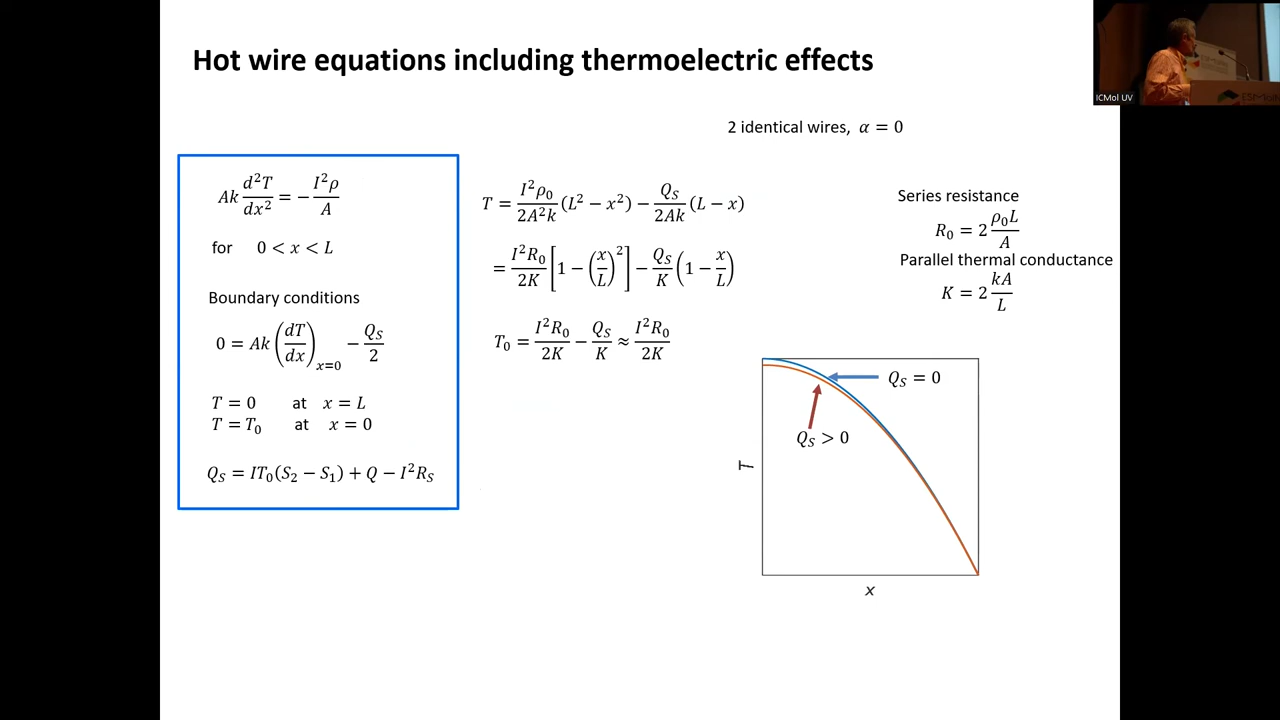 Hot wire equations including thermoelectric effects
ICMol UV
2 identical wires, α = 0
Ak d²T/dx² = − I²ρ/A
for 0 < x < L
Boundary conditions
0 = Ak (dT/dx)ₓ₌₀ − Q_S/2
T = 0 at x = L
T = T₀ at x = 0
Q_S = IT₀(S₂ − S₁) + Q − I²R_S
T = I²ρ₀/2A²k (L² − x²) − Q_S/2Ak (L − x)
= I²R₀/2K [1 − (x/L)²] − Q_S/K (1 − x/L)
T₀ = I²R₀/2K − Q_S/K ≈ I²R₀/2K
Series resistance
R₀ = 2 ρ₀L/A
Parallel thermal conductance
K = 2 kA/L
Q_S = 0
Q_S > 0
T
x